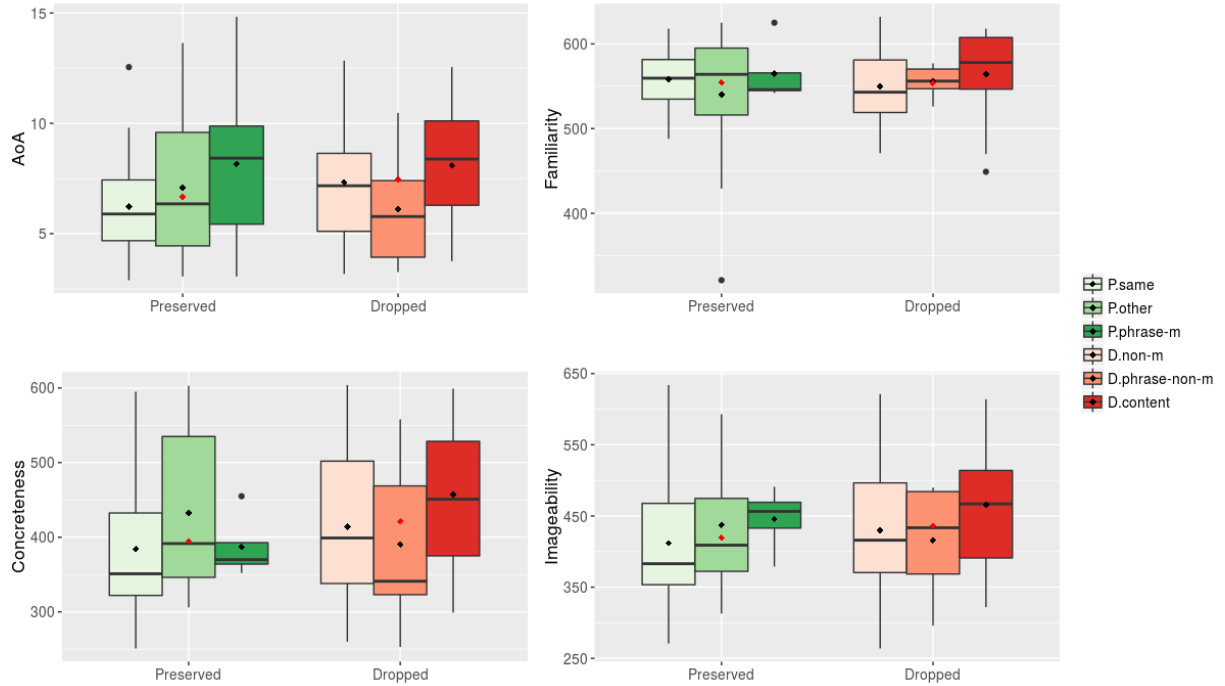 AoA
15
10
5
Preserved
Dropped
Familiarity
600
500
400
Preserved
Dropped
Concreteness
600
500
400
300
Preserved
Dropped
Imageability
650
550
450
350
250
Preserved
Dropped
P.same
P.other
P.phrase-m
D.non-m
D.phrase-non-m
D.content